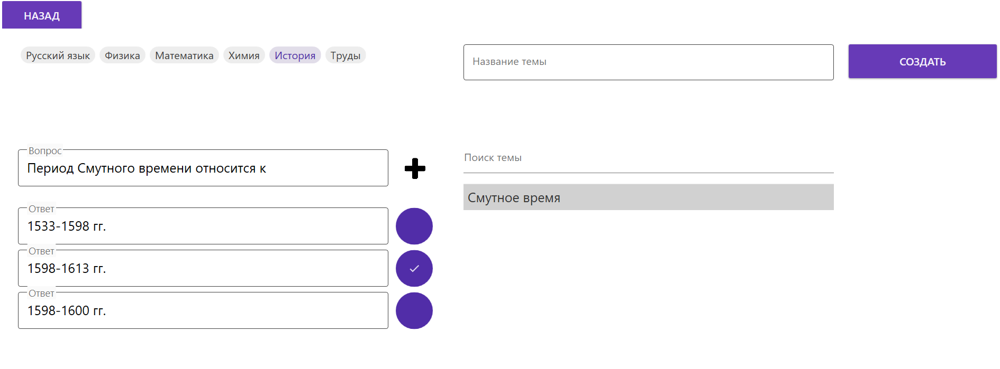 НАЗАД
Русский язык Физика Математика Химия История Труды
Название темы
СОЗДАТЬ
Вопрос
Период Смутного времени относится к
Ответ
1533-1598 гг.
Ответ
1598-1613 гг.
Ответ
1598-1600 гг.
Поиск темы
Смутное время